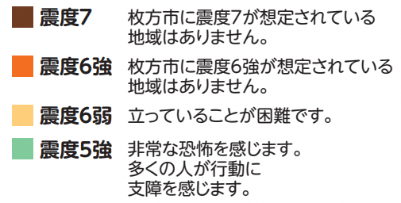 震度7 枚方市に震度7が想定されている
地域はありません。
震度6強 枚方市に震度6強が想定されている
地域はありません。
震度6弱 立っていることが困難です。
震度5強 非常な恐怖を感じます。
多くの人が行動に
支障を感じます。